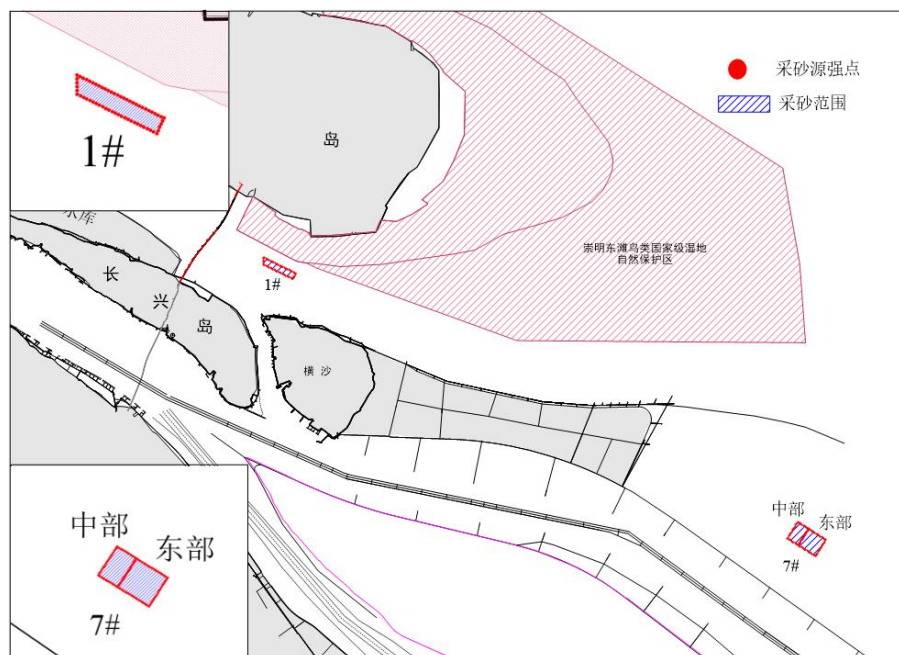 采砂源强点
采砂范围
1#
岛
崇明东滩鸟类国家级湿地
自然保护区
水库
1#
长
兴
岛
横沙
中部
东部
7#
中部
东部
7#